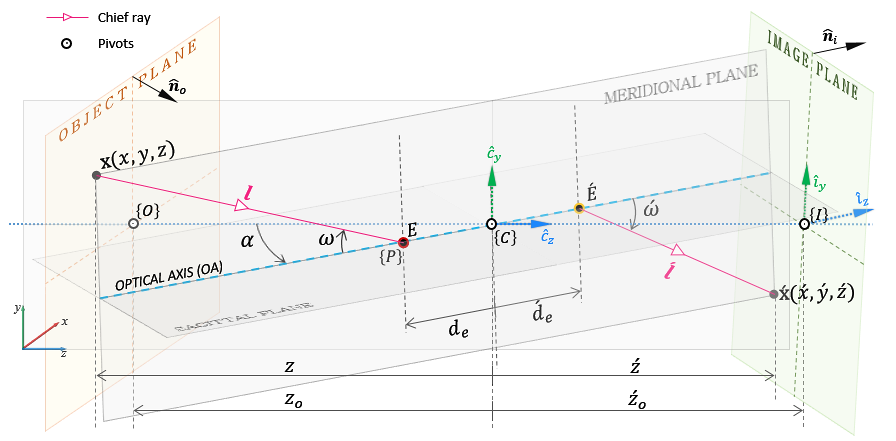 Chief ray
Pivots
OBJECT PLANE
n̂ₒ
MERIDIONAL PLANE
IMAGE PLANE
n̂ᵢ
x(x, y, z)
l
{O}
α
ω
E
{P}
ĉy
{C}
ĉz
É
ώ
ĺ
îy
îz
{I}
x́(x́, ý, ź)
OPTICAL AXIS (OA)
SAGITTAL PLANE
y
x
z
dₑ
d́ₑ
z
ź
zₒ
źₒ